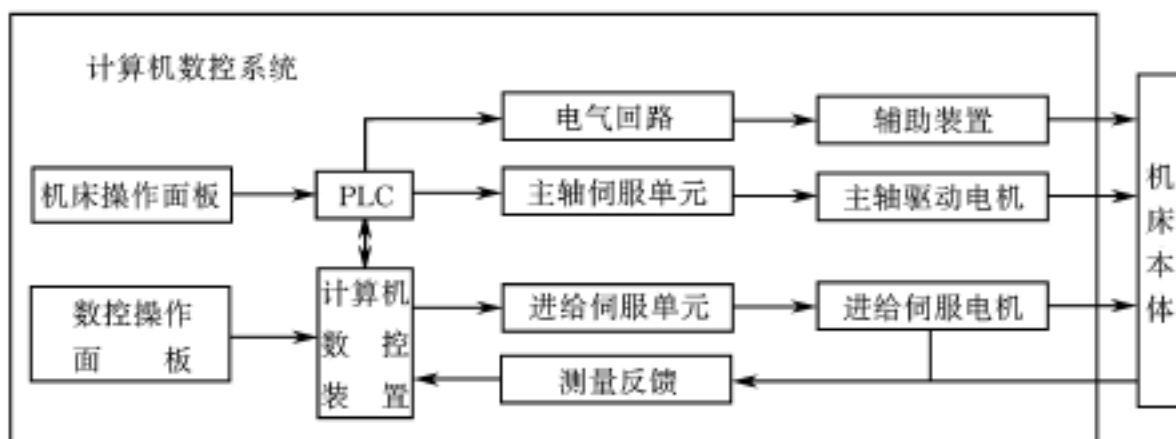 计算机数控系统
电气回路
辅助装置
机床操作面板
PLC
主轴伺服单元
主轴驱动电机
机
床
本
体
数控操作
面 板
计算机
数 控
装 置
进给伺服单元
进给伺服电机
测量反馈